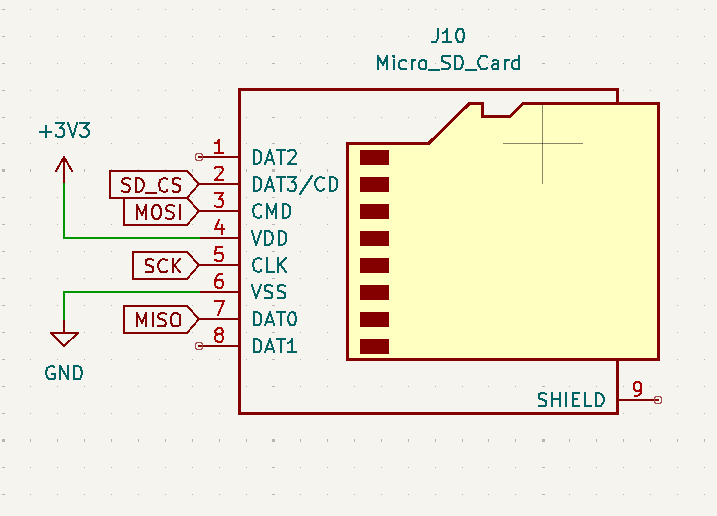 J10
Micro_SD_Card
+3V3
1 DAT2
SD_CS 2 DAT3/CD
MOSI 3 CMD
4 VDD
SCK 5 CLK
6 VSS
MISO 7 DAT0
8 DAT1
GND
SHIELD 9